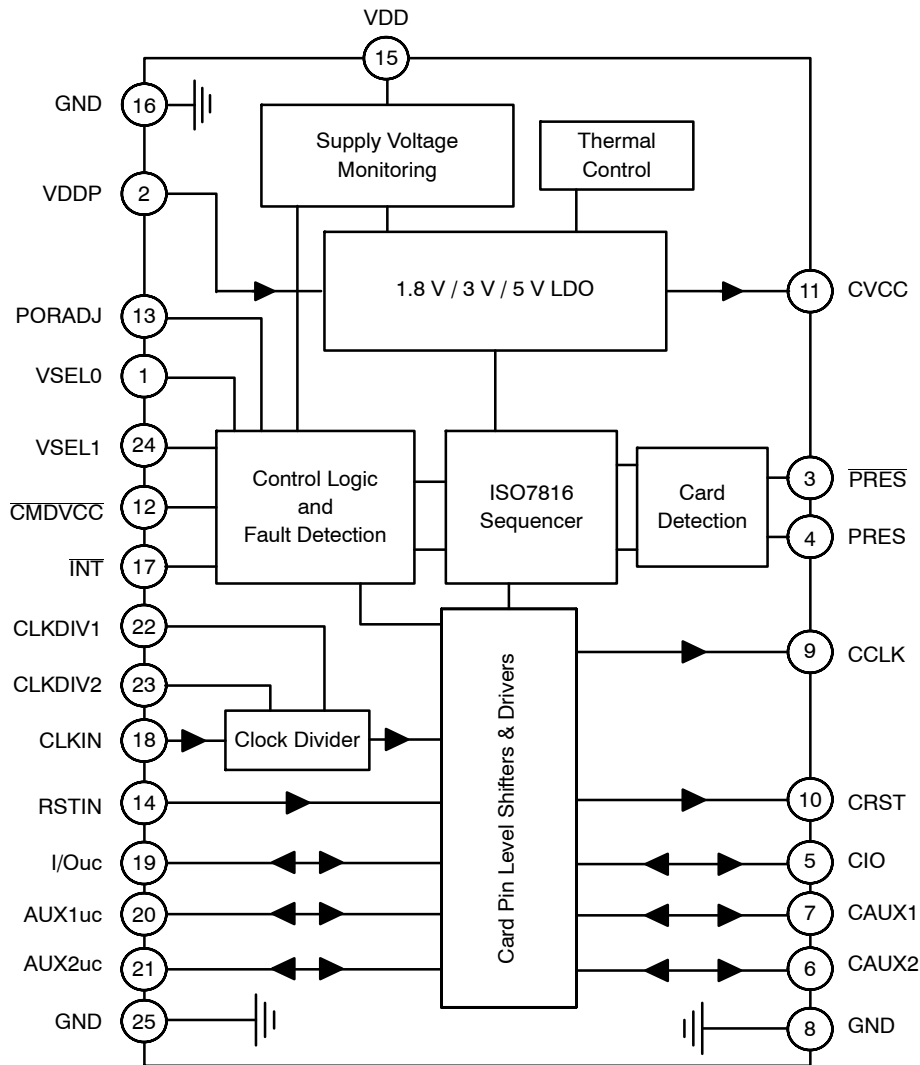 VDD
15
GND
16
Supply Voltage
Monitoring
Thermal
Control
VDDP
2
1.8 V / 3 V / 5 V LDO
11
CVCC
PORADJ
13
VSEL0
1
VSEL1
24
CMDVCC
12
INT
17
Control Logic
and
Fault Detection
ISO7816
Sequencer
Card
Detection
3
PRES
4
PRES
CLKDIV1
22
CLKDIV2
23
CLKIN
18
Clock Divider
Card Pin Level Shifters & Drivers
9
CCLK
RSTIN
14
10
CRST
I/Ouc
19
5
CIO
AUX1uc
20
7
CAUX1
AUX2uc
21
6
CAUX2
GND
25
8
GND